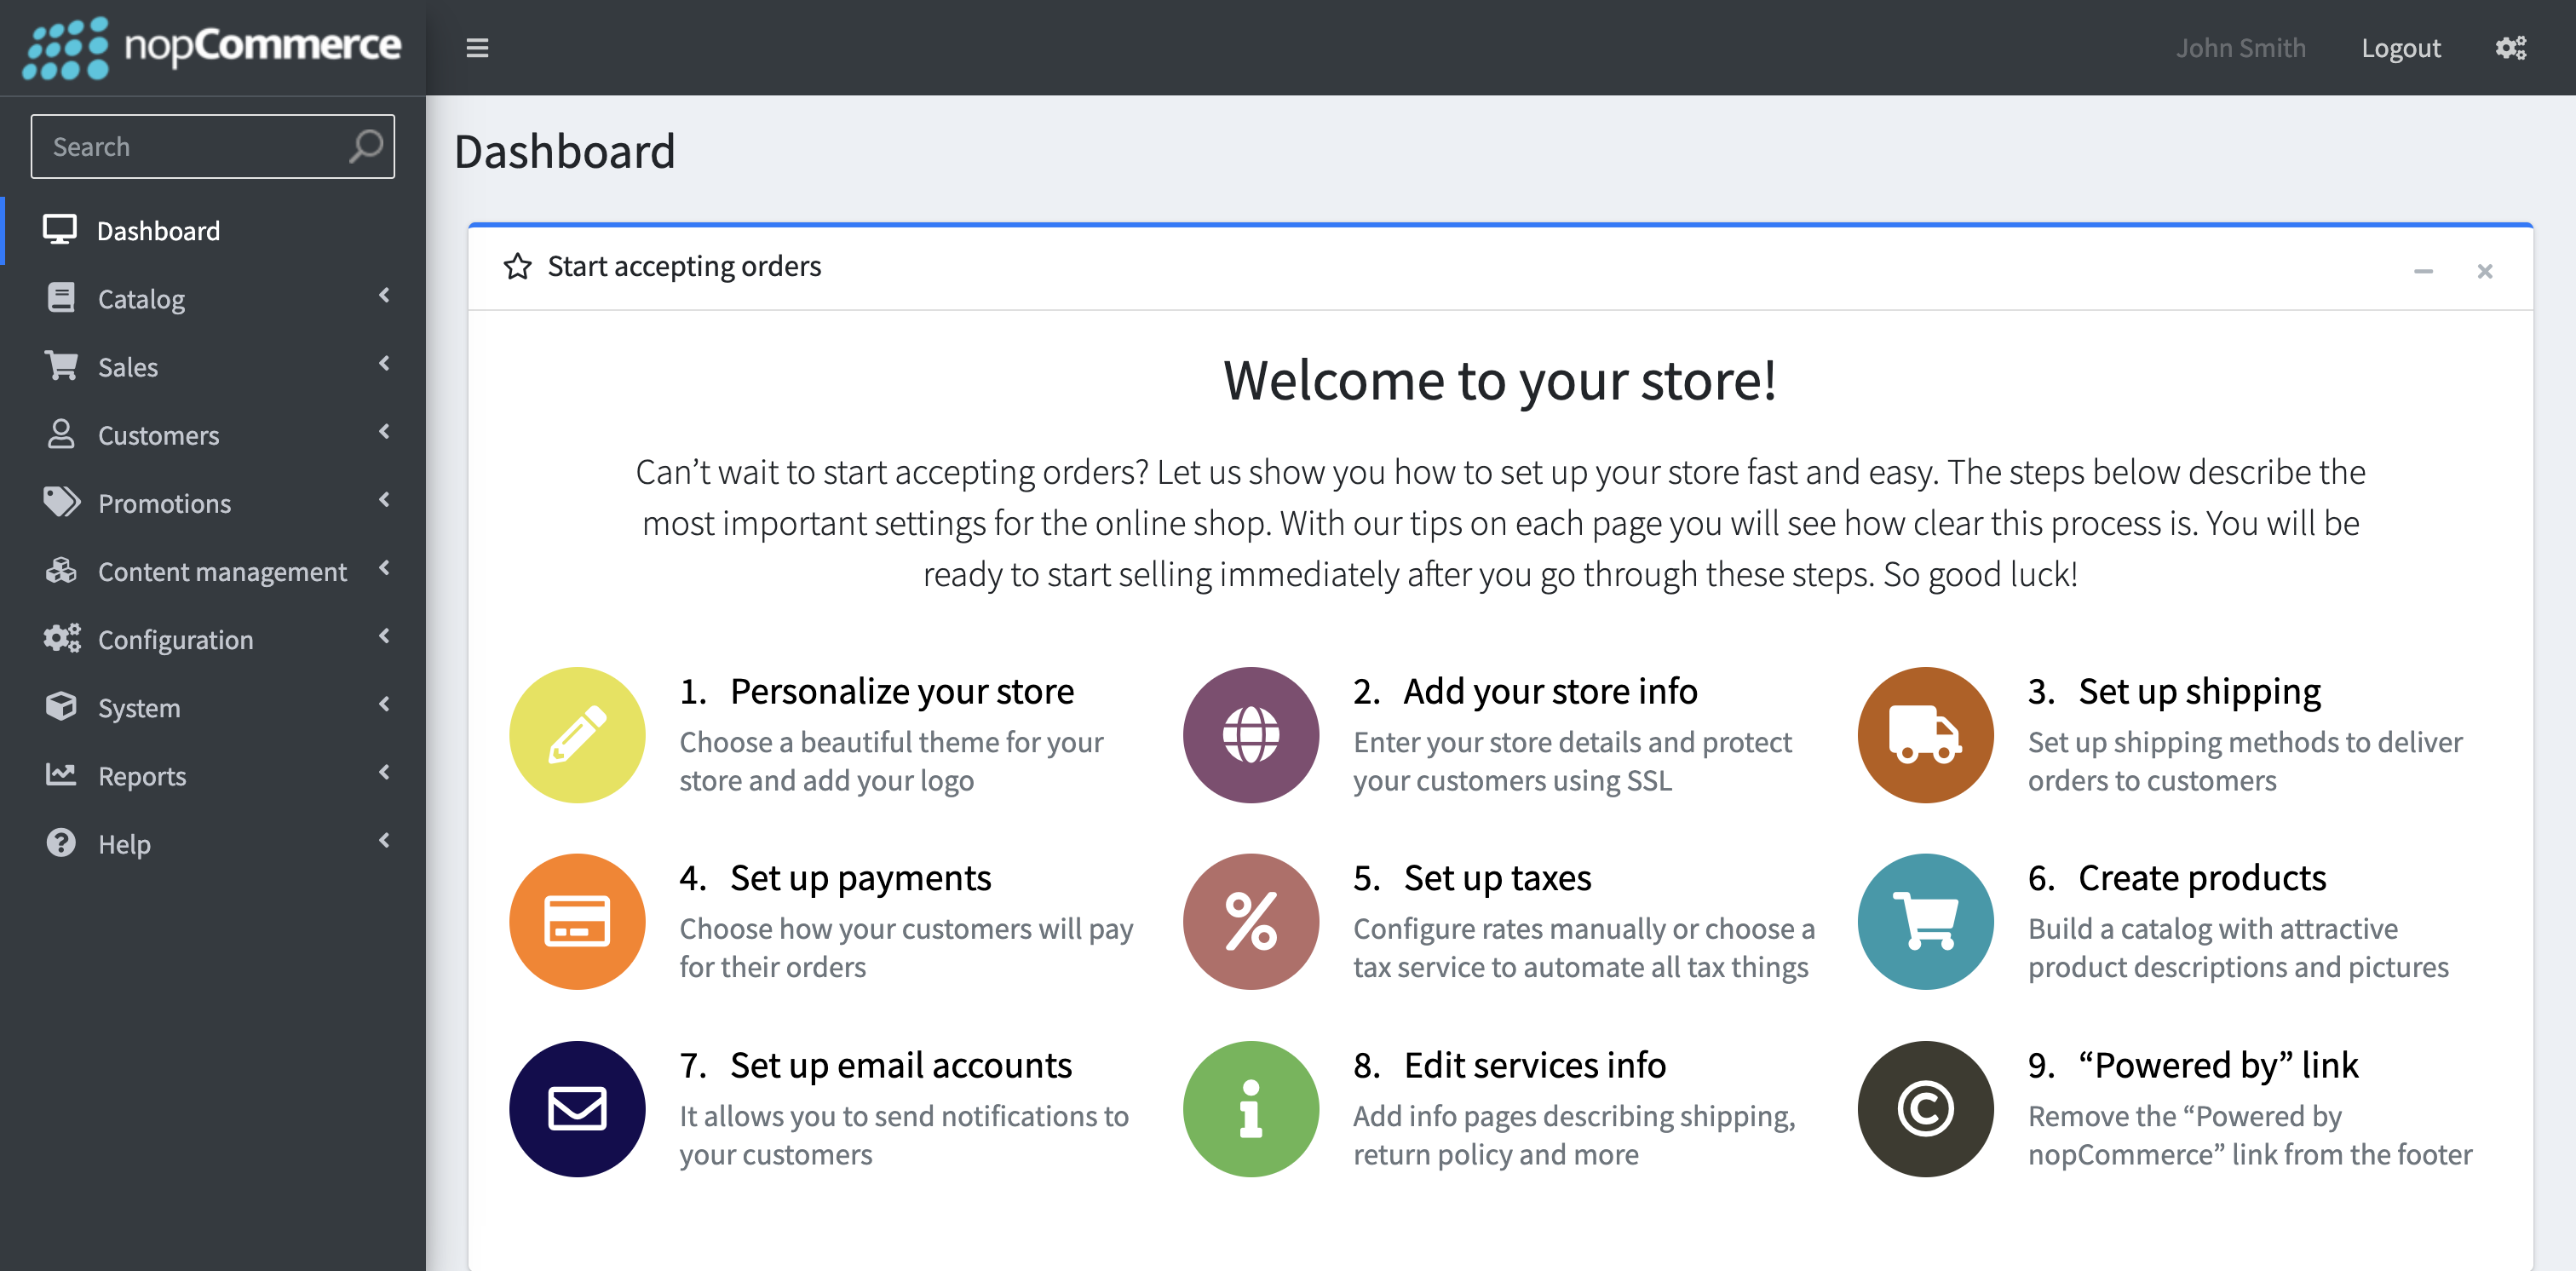 nopCommerce
John Smith
Logout
Search
Dashboard
Catalog
Sales
Customers
Promotions
Content management
Configuration
System
Reports
Help
Dashboard
Start accepting orders
Welcome to your store!
Can’t wait to start accepting orders? Let us show you how to set up your store fast and easy. The steps below describe the
most important settings for the online shop. With our tips on each page you will see how clear this process is. You will be
ready to start selling immediately after you go through these steps. So good luck!
1. Personalize your store
Choose a beautiful theme for your
store and add your logo
2. Add your store info
Enter your store details and protect
your customers using SSL
3. Set up shipping
Set up shipping methods to deliver
orders to customers
4. Set up payments
Choose how your customers will pay
for their orders
5. Set up taxes
Configure rates manually or choose a
tax service to automate all tax things
6. Create products
Build a catalog with attractive
product descriptions and pictures
7. Set up email accounts
It allows you to send notifications to
your customers
8. Edit services info
Add info pages describing shipping,
return policy and more
9. “Powered by” link
Remove the “Powered by
nopCommerce” link from the footer